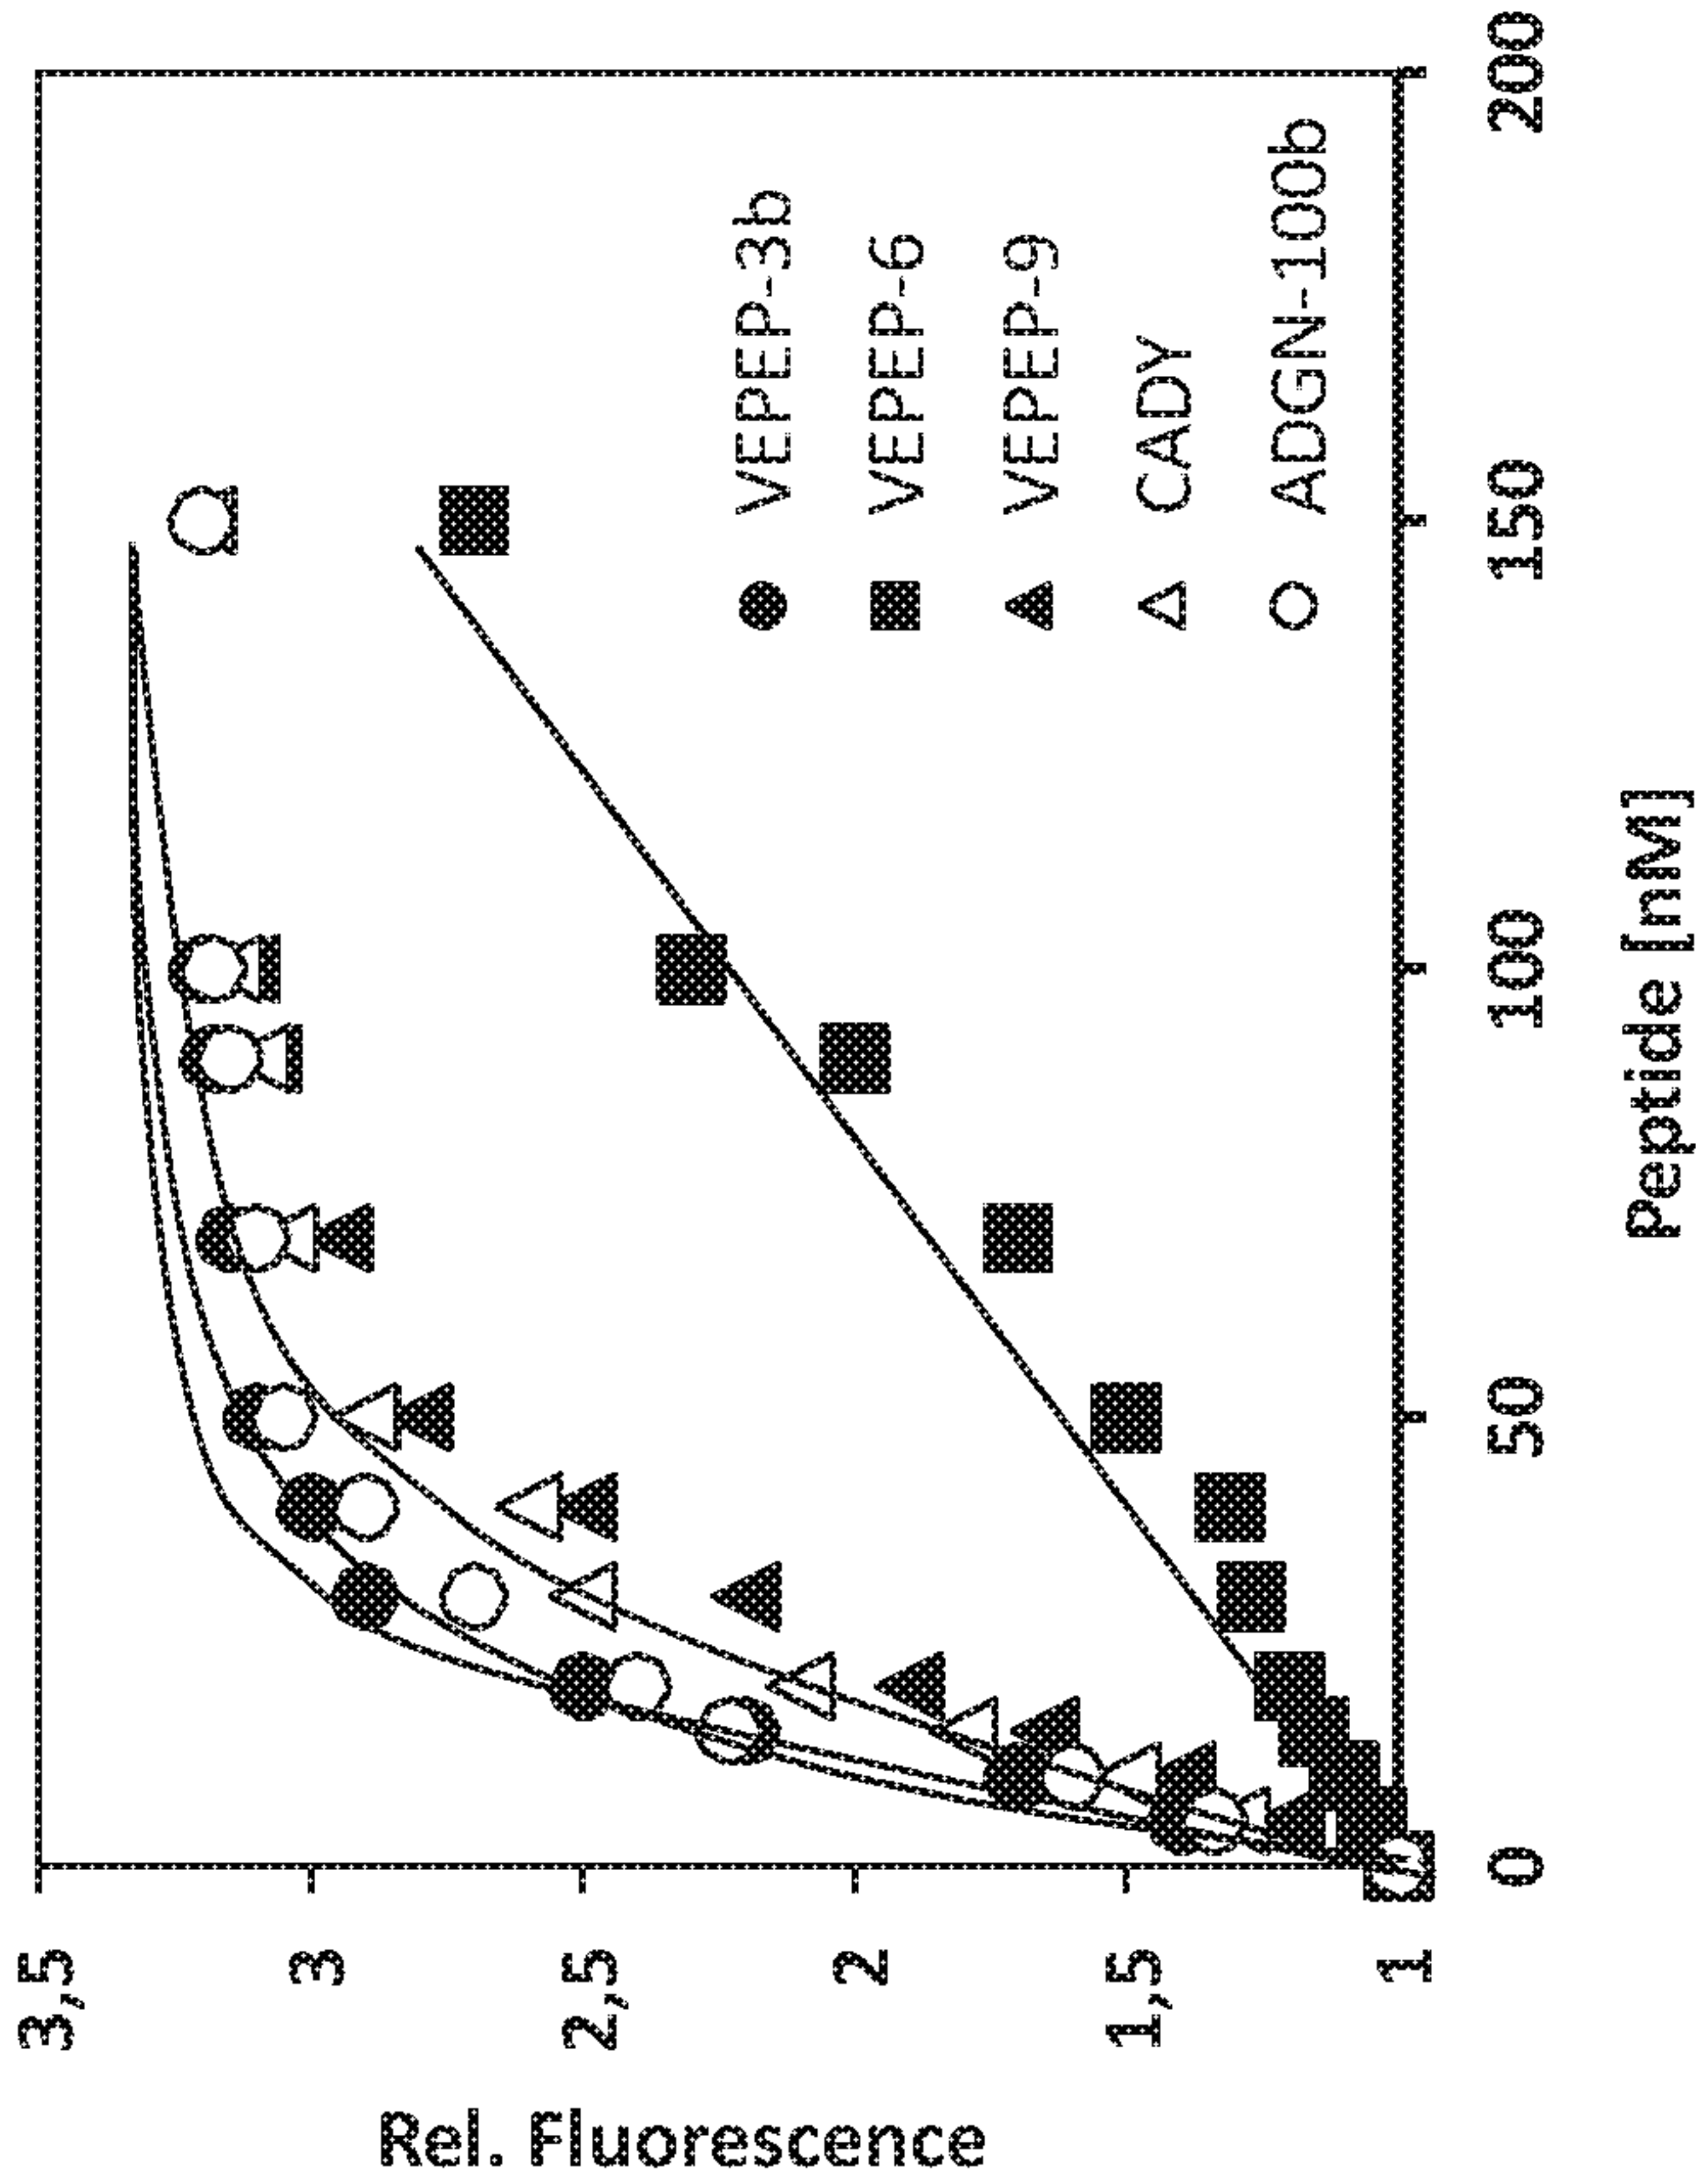 Rel. Fluorescence
3,5
3
2,5
2
1,5
1
0
50
100
150
200
Peptide [nM]
VEPEP-3b
VEPEP-6
VEPEP-9
CADY
ADGN-100b